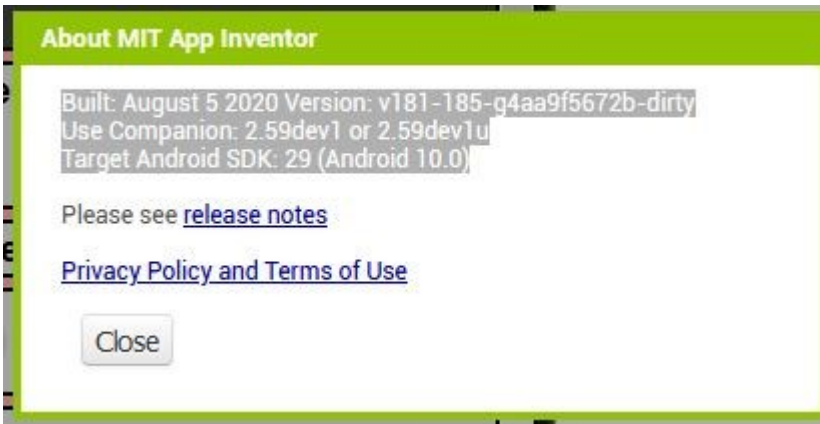 About MIT App Inventor
Built: August 5 2020 Version: v181-185-g4aa9f5672b-dirty
Use Companion: 2.59dev1 or 2.59dev1u
Target Android SDK: 29 (Android 10.0)
Please see release notes
Privacy Policy and Terms of Use
Close